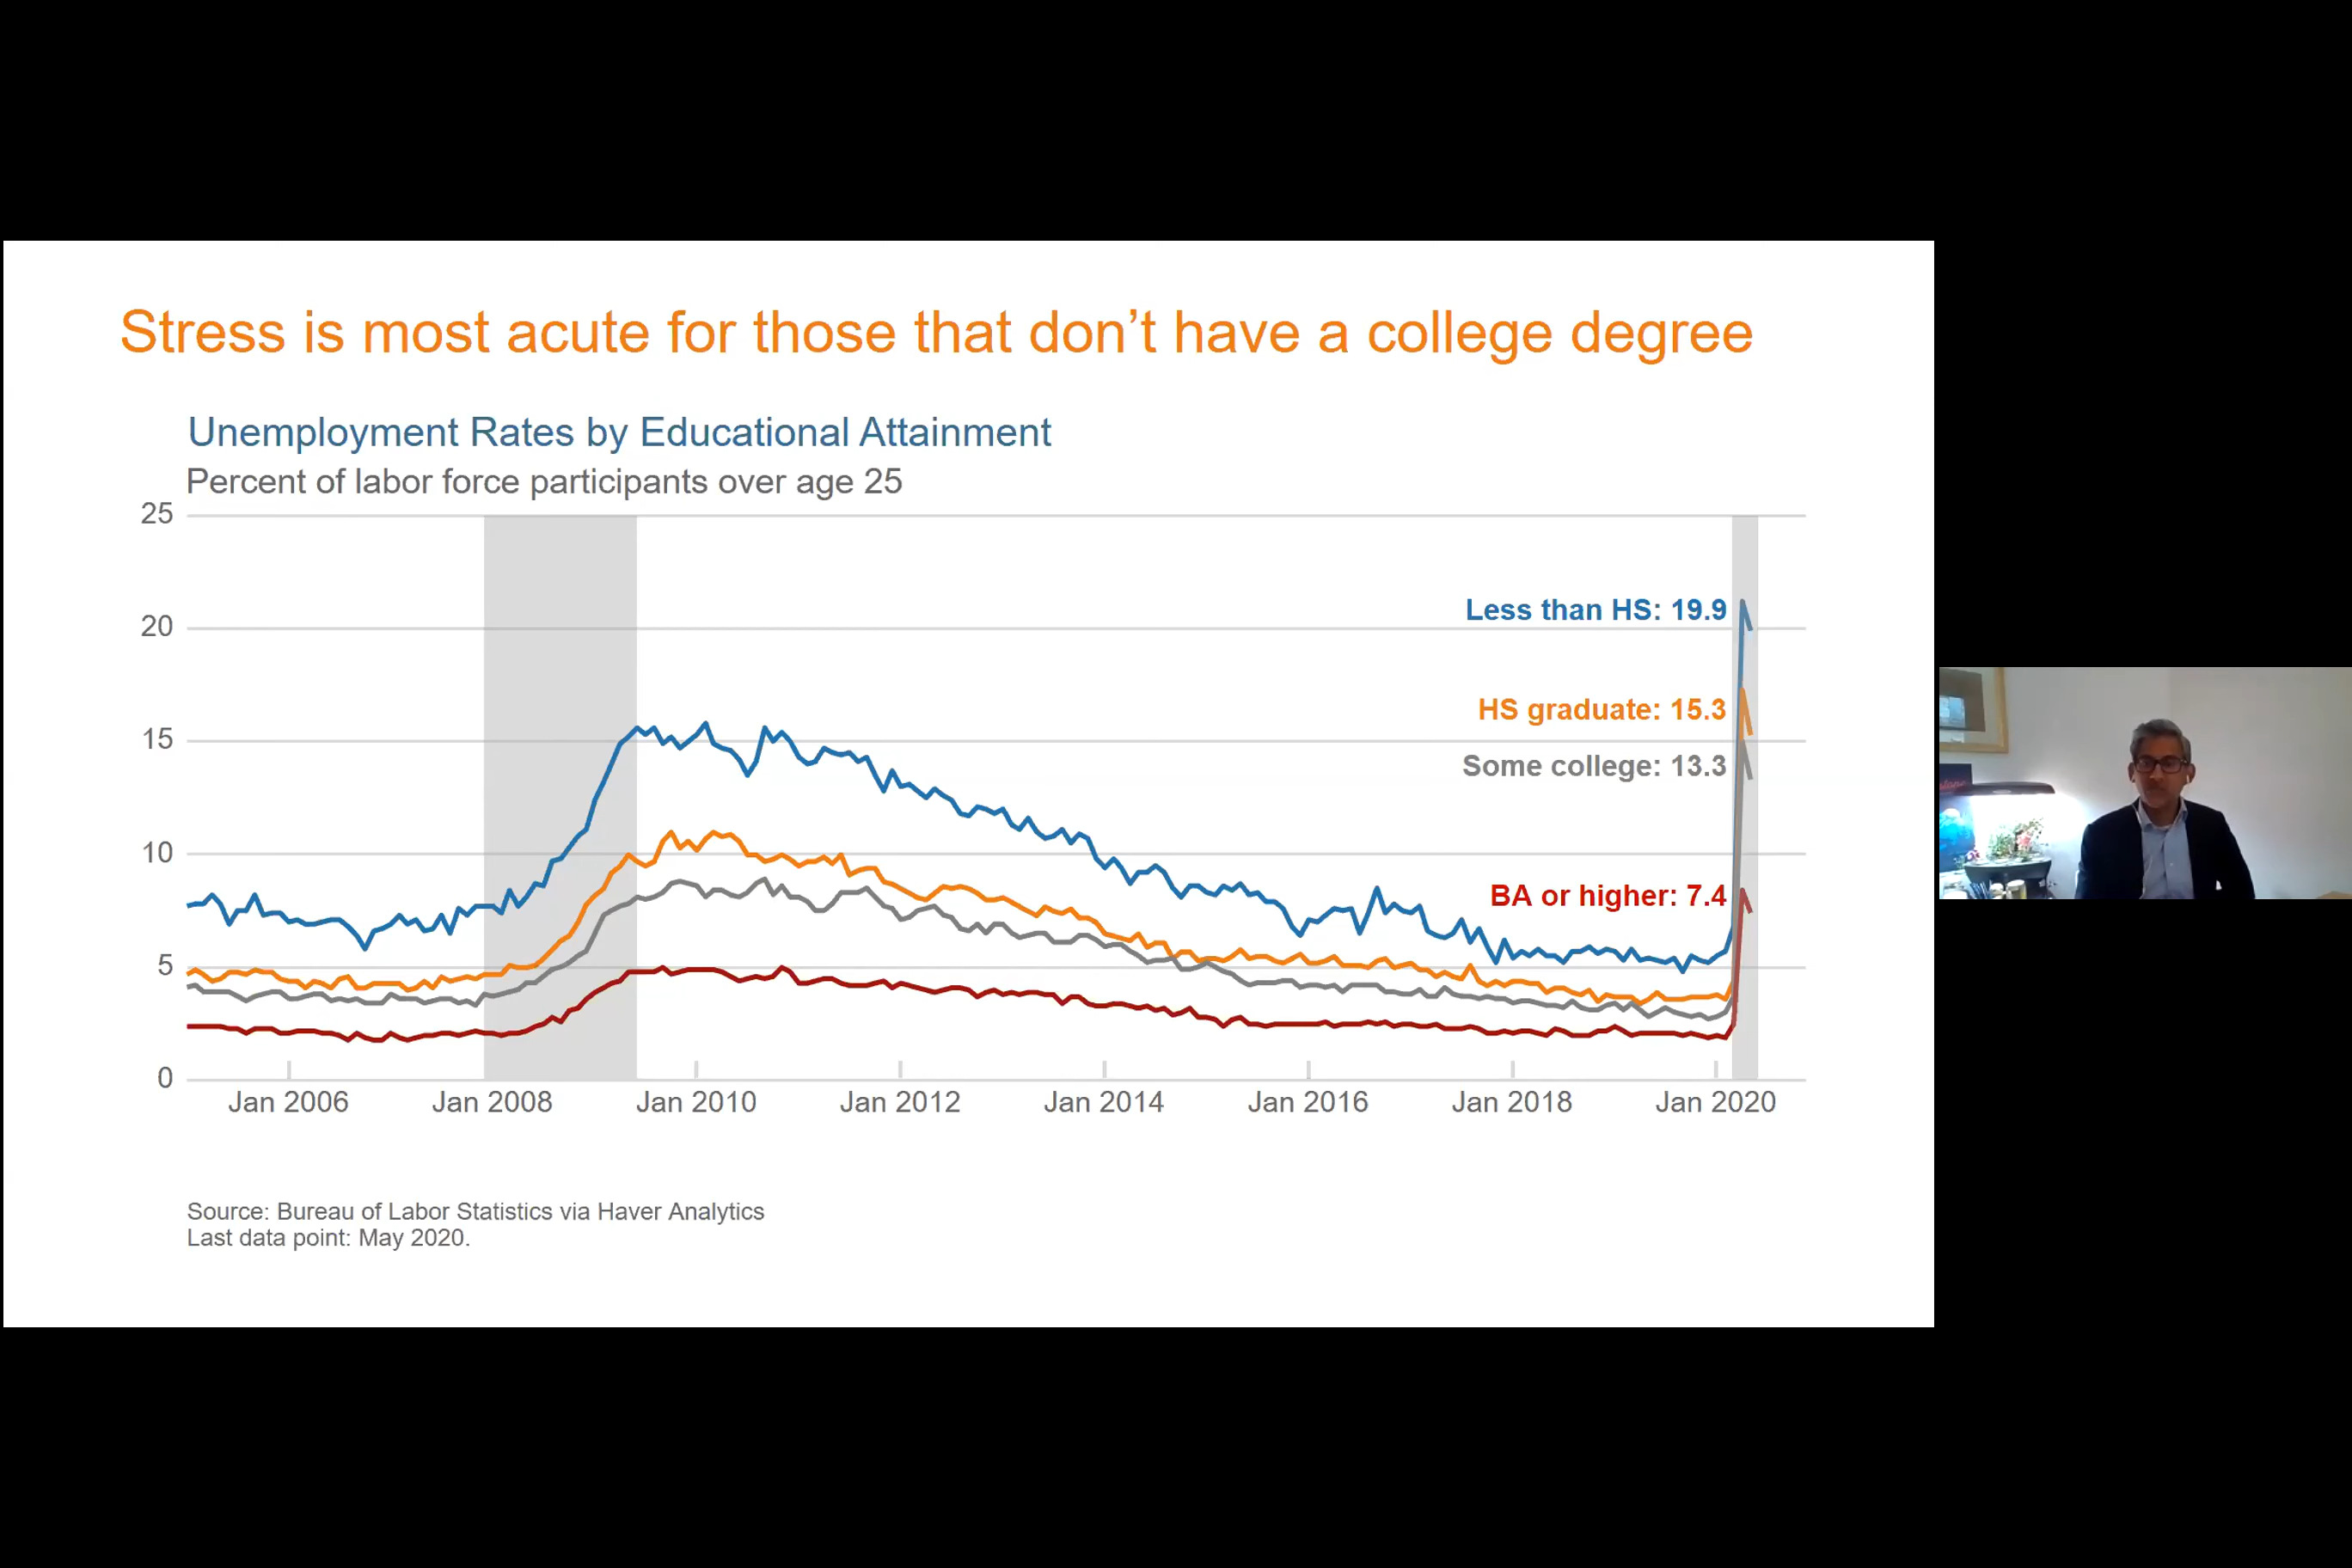 Stress is most acute for those that don’t have a college degree
Unemployment Rates by Educational Attainment
Percent of labor force participants over age 25
25
20
15
10
5
0
Less than HS: 19.9
HS graduate: 15.3
Some college: 13.3
BA or higher: 7.4
Jan 2006 Jan 2008 Jan 2010 Jan 2012 Jan 2014 Jan 2016 Jan 2018 Jan 2020
Source: Bureau of Labor Statistics via Haver Analytics
Last data point: May 2020.